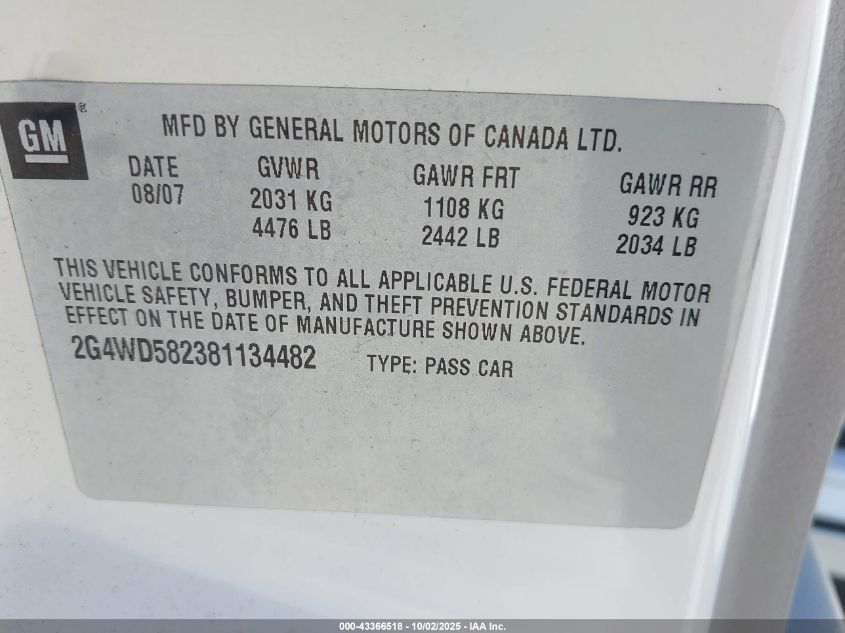 GM®
MFD BY GENERAL MOTORS OF CANADA LTD.
DATE GVWR GAWR FRT GAWR RR
08/07 2031 KG 1108 KG 923 KG
4476 LB 2442 LB 2034 LB
THIS VEHICLE CONFORMS TO ALL APPLICABLE U.S. FEDERAL MOTOR
VEHICLE SAFETY, BUMPER, AND THEFT PREVENTION STANDARDS IN
EFFECT ON THE DATE OF MANUFACTURE SHOWN ABOVE.
2G4WD582381134482 TYPE: PASS CAR
000-43366518 - 10/02/2025 - IAA Inc.